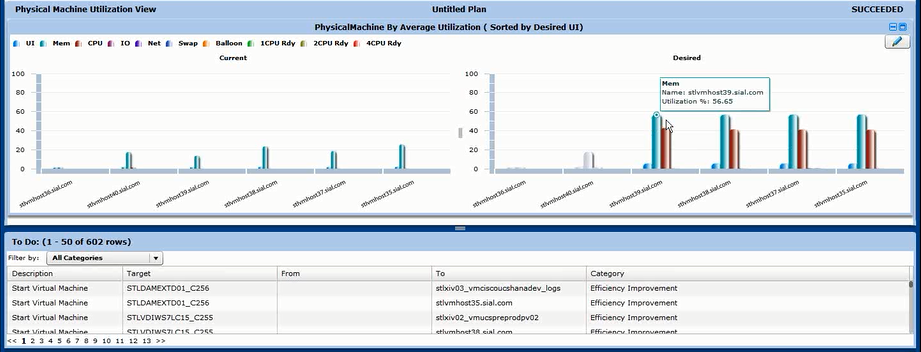 Physical Machine Utilization View Untitled Plan SUCCEEDED
PhysicalMachine By Average Utilization ( Sorted by Desired UI)
UI Mem CPU IO Net Swap Balloon 1CPU Rdy 2CPU Rdy 4CPU Rdy
Current
100
80
60
40
20
0
stlvmhost36.sial.com
stlvmhost40.sial.com
stlvmhost39.sial.com
stlvmhost38.sial.com
stlvmhost37.sial.com
stlvmhost35.sial.com
Desired
100
80
60
40
20
0
Mem
Name: stlvmhost39.sial.com
Utilization %: 56.65
stlvmhost36.sial.com
stlvmhost40.sial.com
stlvmhost39.sial.com
stlvmhost38.sial.com
stlvmhost37.sial.com
stlvmhost35.sial.com
To Do: (1 - 50 of 602 rows)
Filter by: All Categories
Description Target From To Category
Start Virtual Machine STLDAMEXTD01_C256 stlxiv03_vmciscoucshanadev_logs Efficiency Improvement
Start Virtual Machine STLDAMEXTD01_C256 stlvmhost35.sial.com Efficiency Improvement
Start Virtual Machine STLVDIWS7LC15_C255 stlxiv02_vmucspreprodpv02 Efficiency Improvement
Start Virtual Machine STLVDIWS7LC15_C255 stlvmhost38.sial.com Efficiency Improvement
<< 1 2 3 4 5 6 7 8 9 10 11 12 13 >>